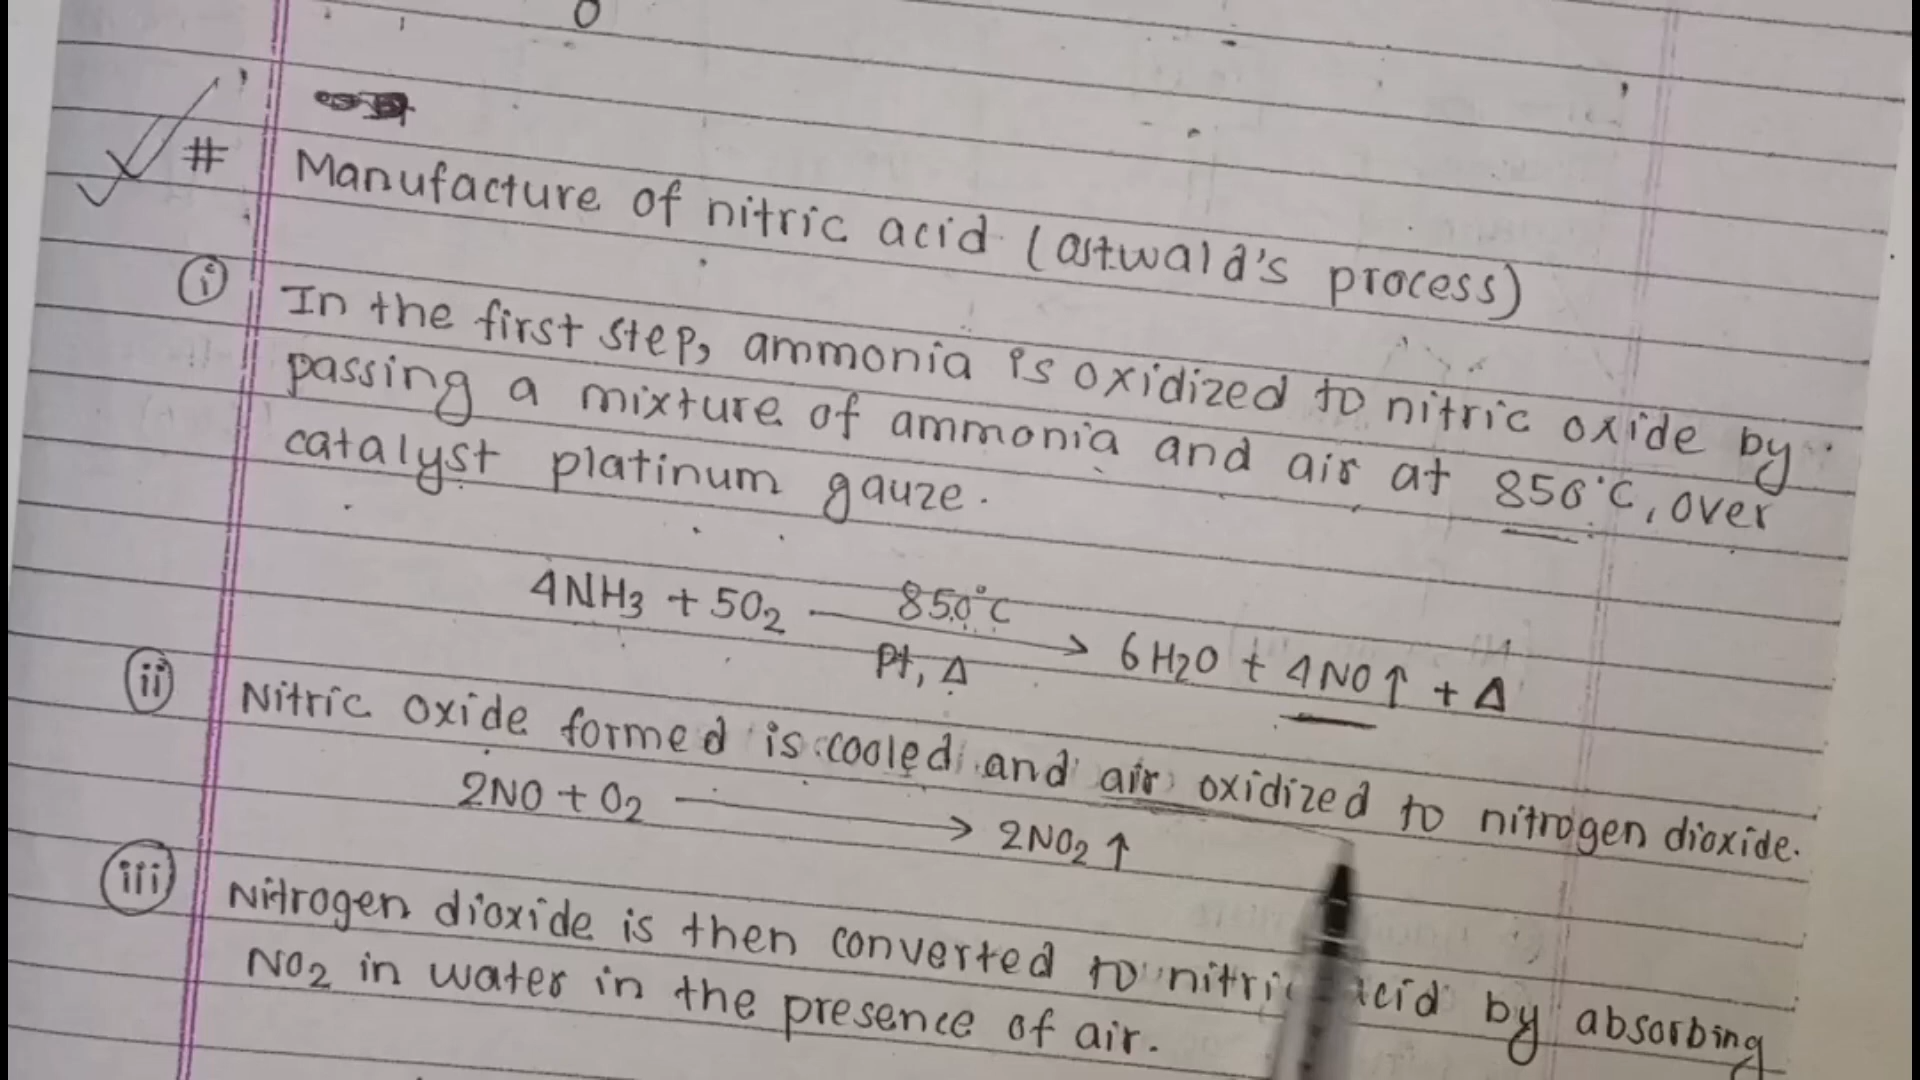 # Manufacture of nitric acid (ostwald's process)
(i) In the first step, ammonia is oxidized to nitric oxide by
passing a mixture of ammonia and air at 850°C, over
catalyst platinum gauze.
850°C
4NH3 + 5O2 ⟶ 6H2O + 4NO↑ + Δ
Pt, Δ
(ii) Nitric oxide formed is cooled and air oxidized to nitrogen dioxide.
2NO + O2 ⟶ 2NO2↑
(iii) Nitrogen dioxide is then converted to nitric acid by absorbing
NO2 in water in the presence of air.